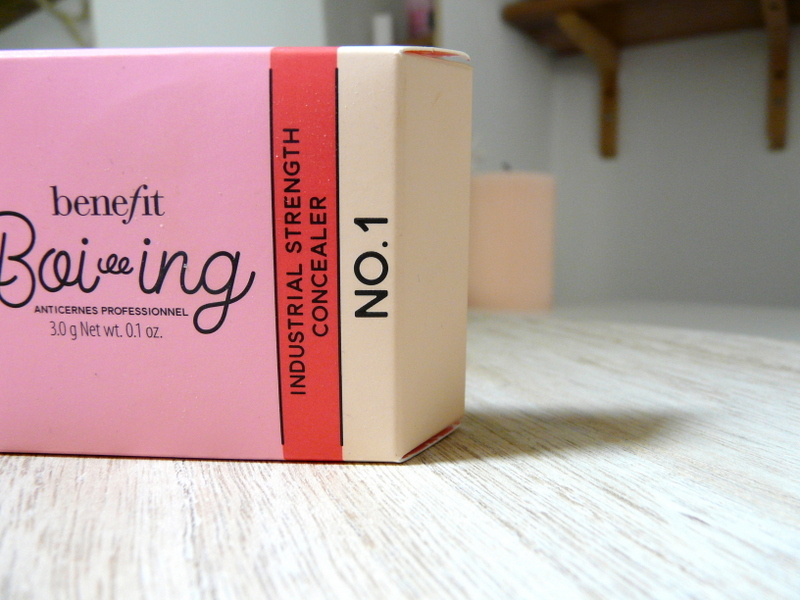 benefit
Boi-ing
ANTICERNES PROFESSIONNEL
3.0 g Net wt. 0.1 oz.
INDUSTRIAL STRENGTH
CONCEALER
NO.1